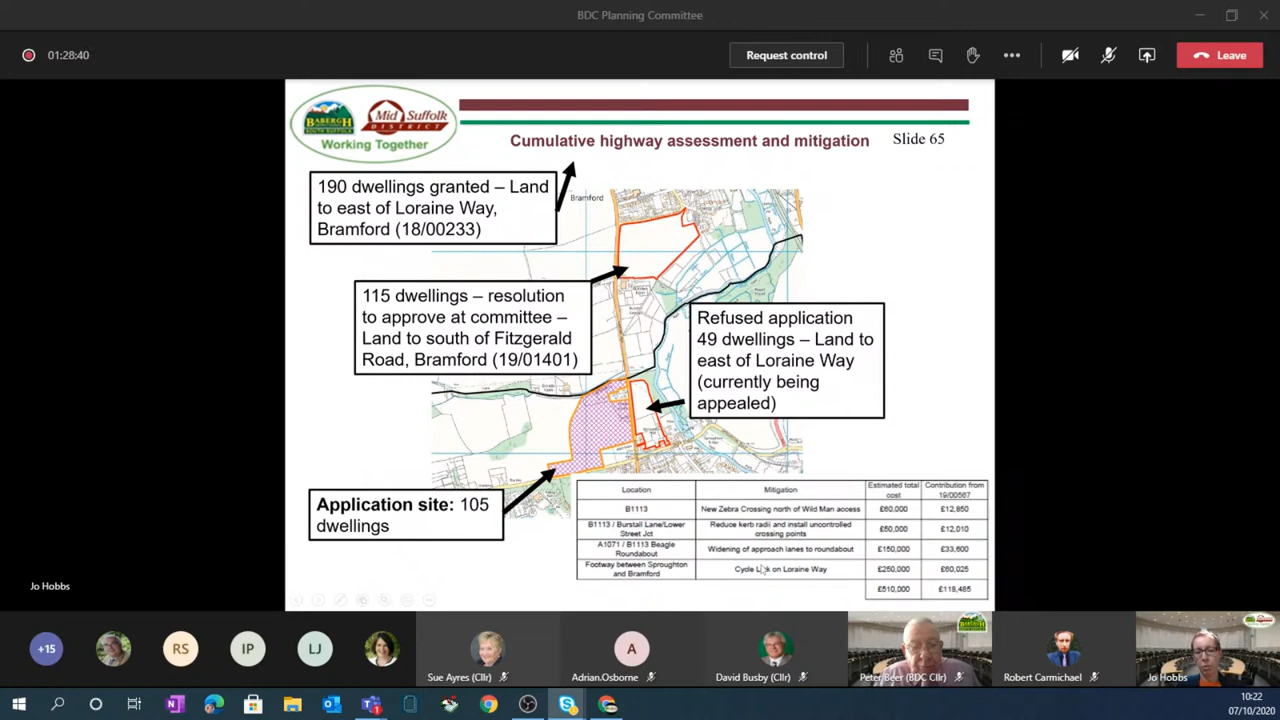 BDC Planning Committee
01:28:40
Request control
Leave
BABERGH
SOUTH SUFFOLK
Mid Suffolk
DISTRICT
Working Together
Cumulative highway assessment and mitigation
Slide 65
190 dwellings granted – Land
to east of Loraine Way,
Bramford (18/00233)
Bramford
115 dwellings – resolution
to approve at committee –
Land to south of Fitzgerald
Road, Bramford (19/01401)
Refused application
49 dwellings – Land to
east of Loraine Way
(currently being
appealed)
Application site: 105
dwellings
Location Mitigation Estimated total cost Contribution from 19/00567
B1113 New Zebra Crossing north of Wild Man access £60,000 £12,850
B1113 / Burstall Lane/Lower Street Jct Reduce kerb radii and install uncontrolled crossing points £50,000 £12,010
A1071 / B1113 Beagle Roundabout Widening of approach lanes to roundabout £150,000 £33,600
Footway between Sproughton and Bramford Cycle on Loraine Way £250,000 £60,025
£510,000 £118,485
Jo Hobbs
+15
RS
IP
LJ
A
Sue Ayres (Cllr)
Adrian.Osborne
David Busby (Cllr)
Peter Beer (BDC Cllr)
Robert Carmichael
Jo Hobbs
10:22
07/10/2020